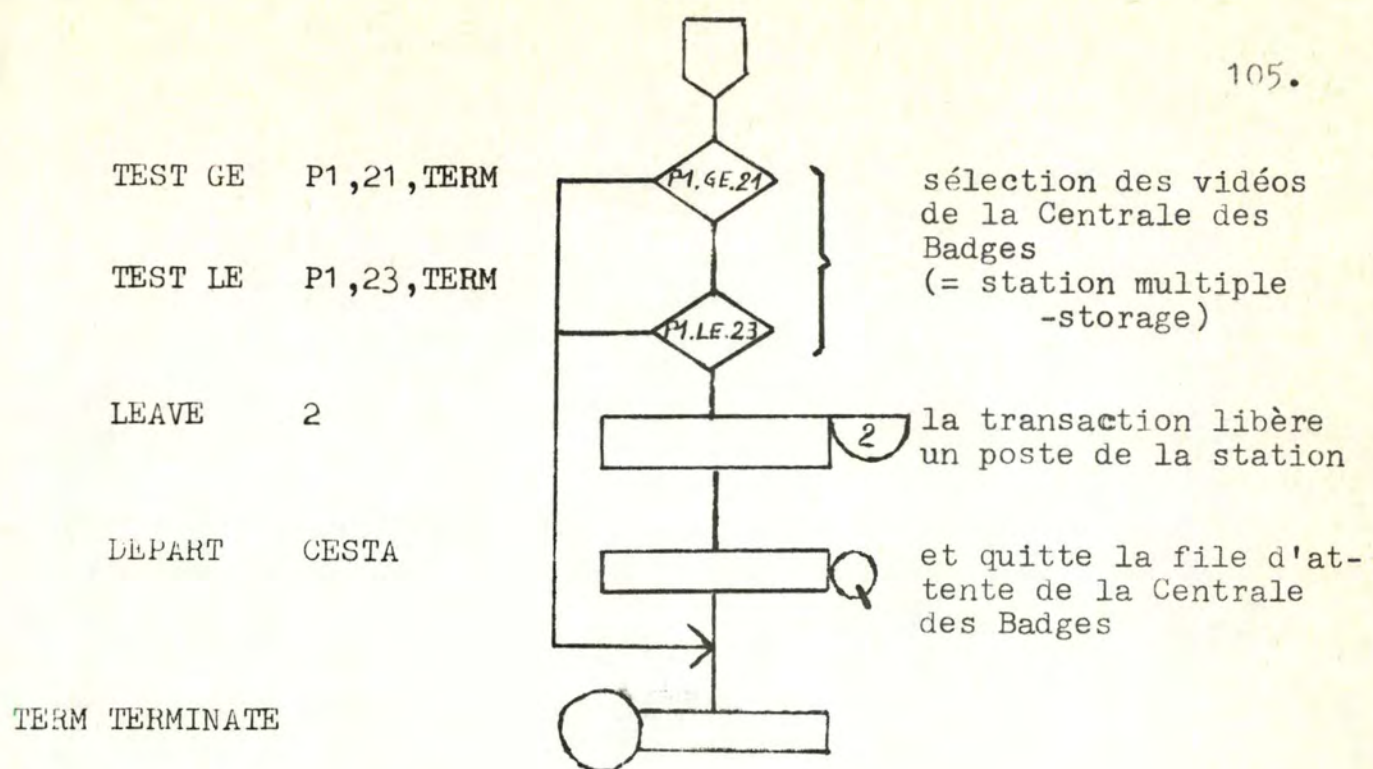 105.
TEST GE P1,21,TERM
P1.GE.21
sélection des vidéos
de la Centrale des
Badges
(= station multiple
-storage)
TEST LE P1,23,TERM
P1.LE.23
LEAVE 2
2
la transaction libère
un poste de la station
DEPART CESTA
et quitte la file d'at-
tente de la Centrale
des Badges
TERM TERMINATE